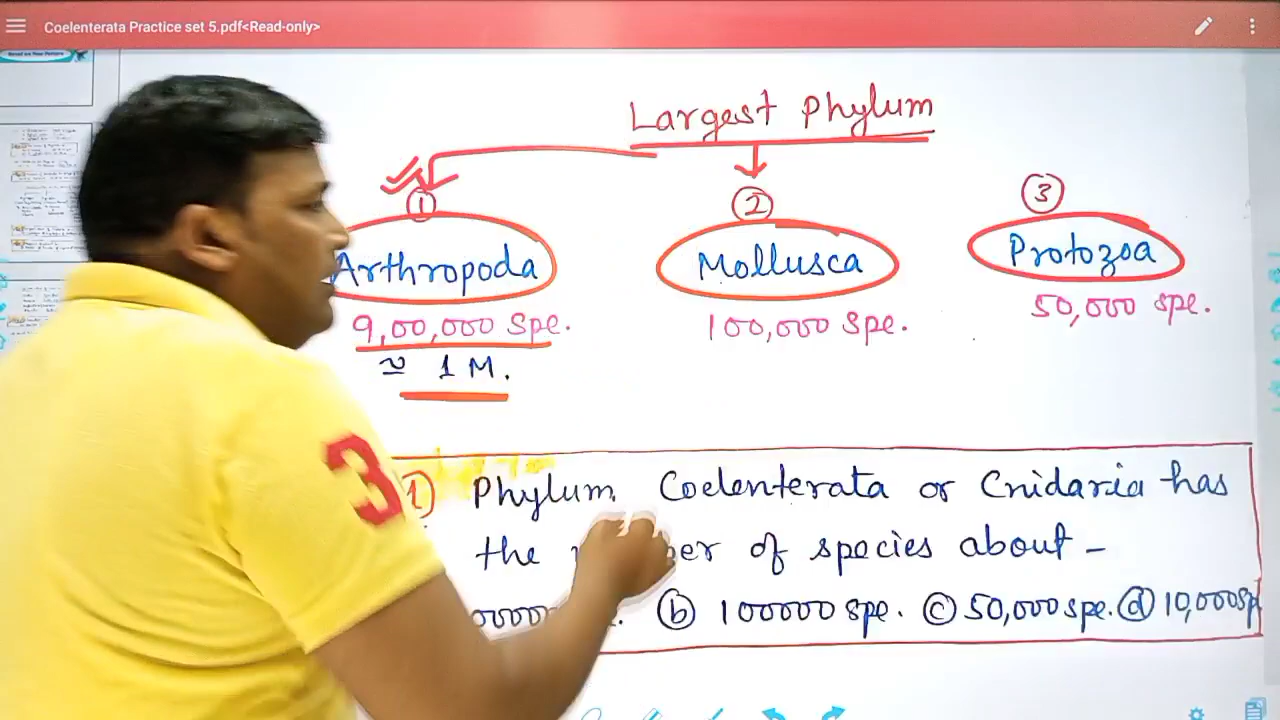 Coelenterata Practice set 5.pdf<Read-only>
Largest Phylum
① ② ③
Arthropoda Mollusca Protozoa
9,00,000 spe. 100,000 spe. 50,000 spe.
≈ 1 M.
3
1) Phylum Coelenterata or Cnidaria has
the of species about -
ⓑ 100000 spe. ⓒ 50,000 spe. ⓓ 10,000 sp